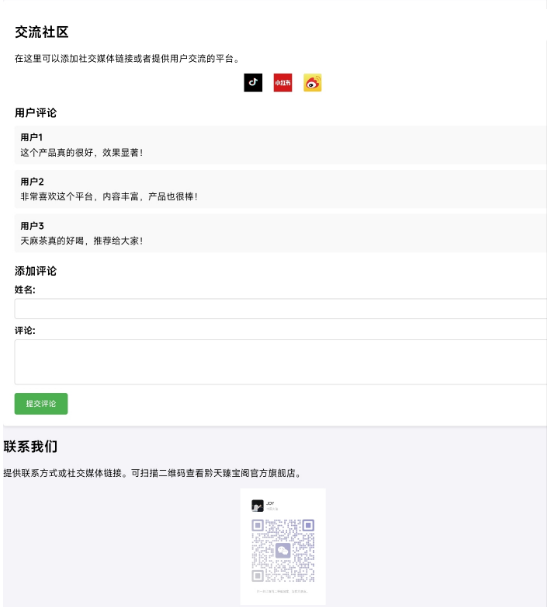 交流社区
在这里可以添加社交媒体链接或者提供用户交流的平台。
小红书
用户评论
用户1
这个产品真的很好，效果显著！
用户2
非常喜欢这个平台，内容丰富，产品也很棒！
用户3
天麻茶真的好喝，推荐给大家！
添加评论
姓名:
评论:
提交评论
联系我们
提供联系方式或社交媒体链接。可扫描二维码查看黔天臻宝阁官方旗舰店。
JOY